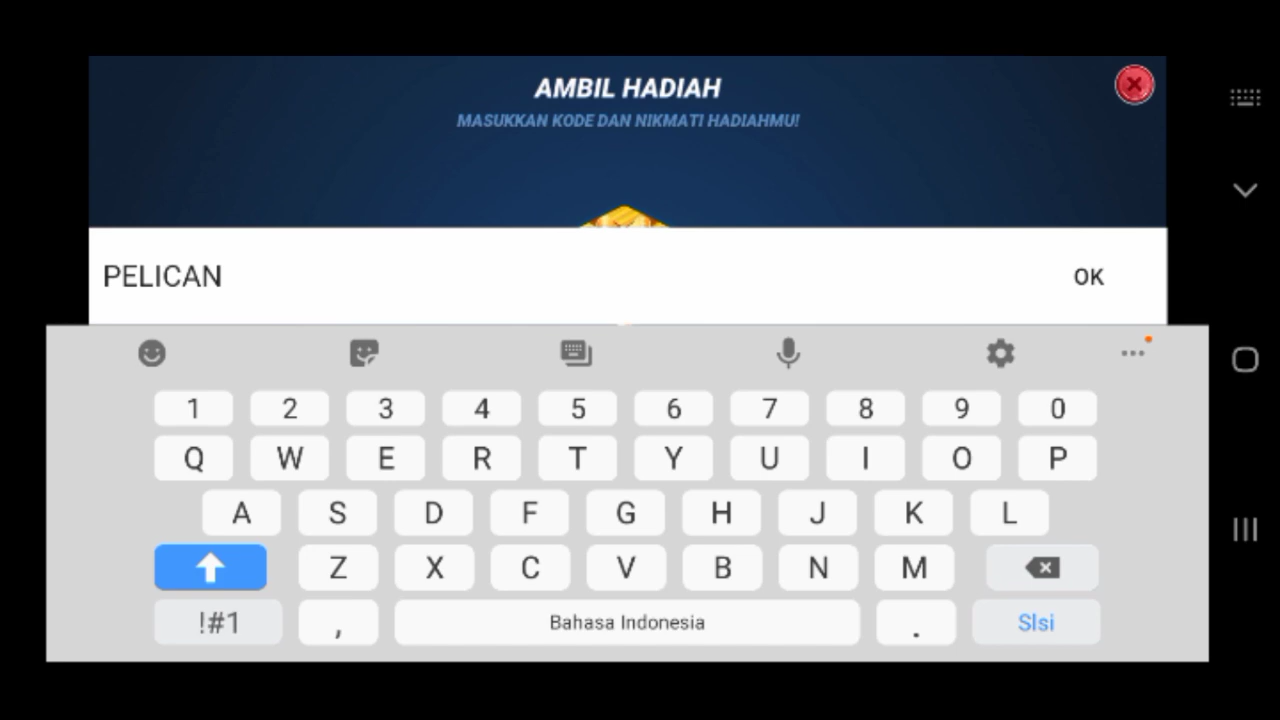 AMBIL HADIAH
MASUKKAN KODE DAN NIKMATI HADIAHMU!
PELICAN
OK
1 2 3 4 5 6 7 8 9 0
Q W E R T Y U I O P
A S D F G H J K L
Z X C V B N M
!#1 , Bahasa Indonesia . Slsi